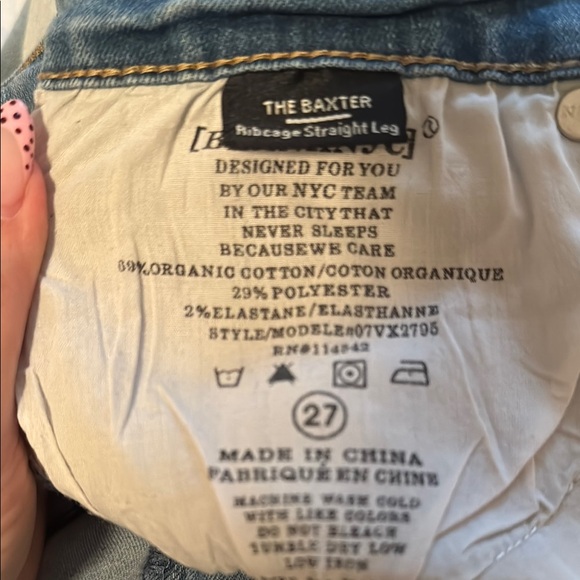 THE BAXTER
Ribcage Straight Leg
DESIGNED FOR YOU
BY OUR NYC TEAM
IN THE CITY THAT
NEVER SLEEPS
BECAUSE WE CARE
69% ORGANIC COTTON/COTON ORGANIQUE
29% POLYESTER
2% ELASTANE/ELASTHANNE
STYLE/MODELE#07VX2795
27
MADE IN CHINA
FABRIQUÉ EN CHINE
MACHINE WASH COLD
WITH LIKE COLORS
DO NOT BLEACH
TUMBLE DRY LOW
LOW IRON